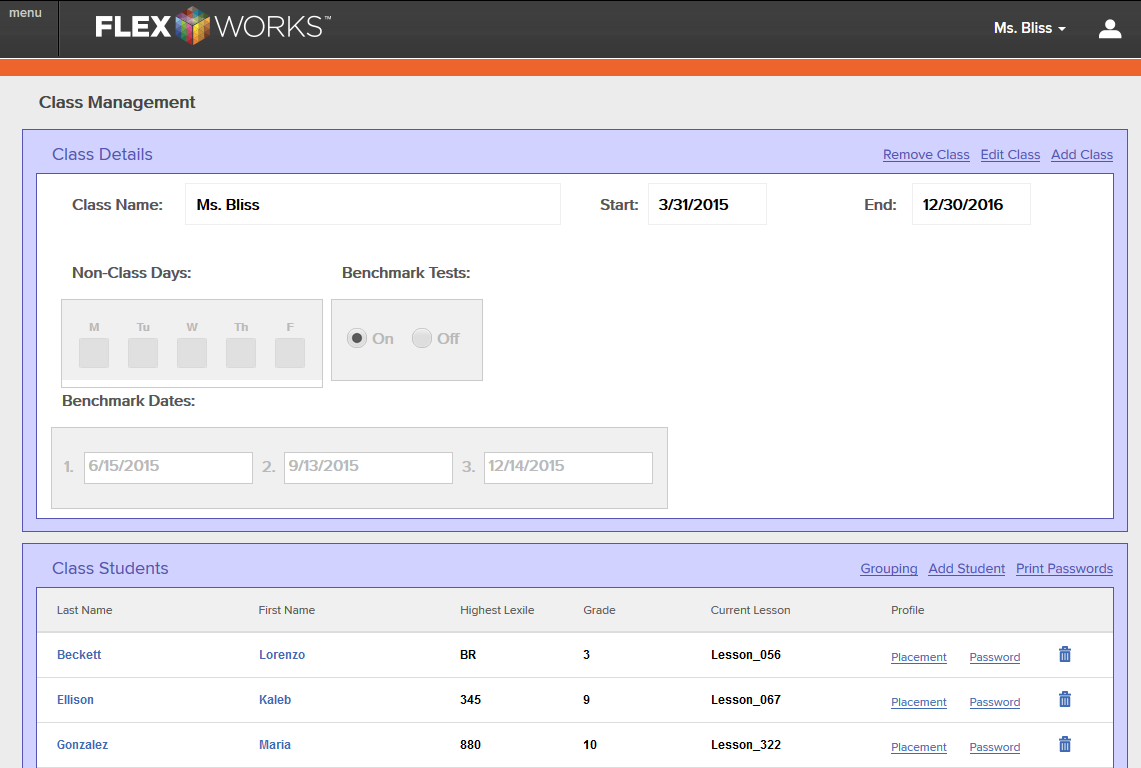 menu
FLEX WORKS™
Ms. Bliss
Class Management
Class Details Remove Class Edit Class Add Class
Class Name: Ms. Bliss Start: 3/31/2015 End: 12/30/2016
Non-Class Days: Benchmark Tests:
M Tu W Th F
On Off
Benchmark Dates:
1. 6/15/2015 2. 9/13/2015 3. 12/14/2015
Class Students Grouping Add Student Print Passwords
Last Name First Name Highest Lexile Grade Current Lesson Profile
Beckett Lorenzo BR 3 Lesson_056 Placement Password
Ellison Kaleb 345 9 Lesson_067 Placement Password
Gonzalez Maria 880 10 Lesson_322 Placement Password